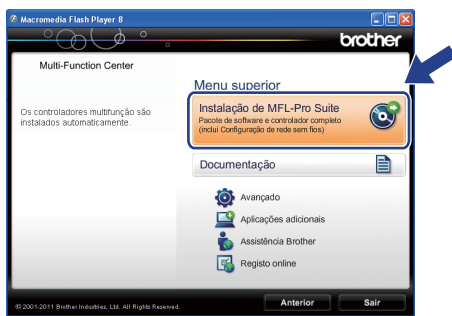 Macromedia Flash Player 8
brother
Multi-Function Center
Os controladores multifunção são
instalados automaticamente.
Menu superior
Instalação de MFL-Pro Suite
Pacote de software e controlador completo
(inclui Configuração de rede sem fios)
Documentação
Avançado
Aplicações adicionais
Assistência Brother
Registo online
© 2001-2011 Brother Industries, Ltd. All Rights Reserved.
Anterior
Sair